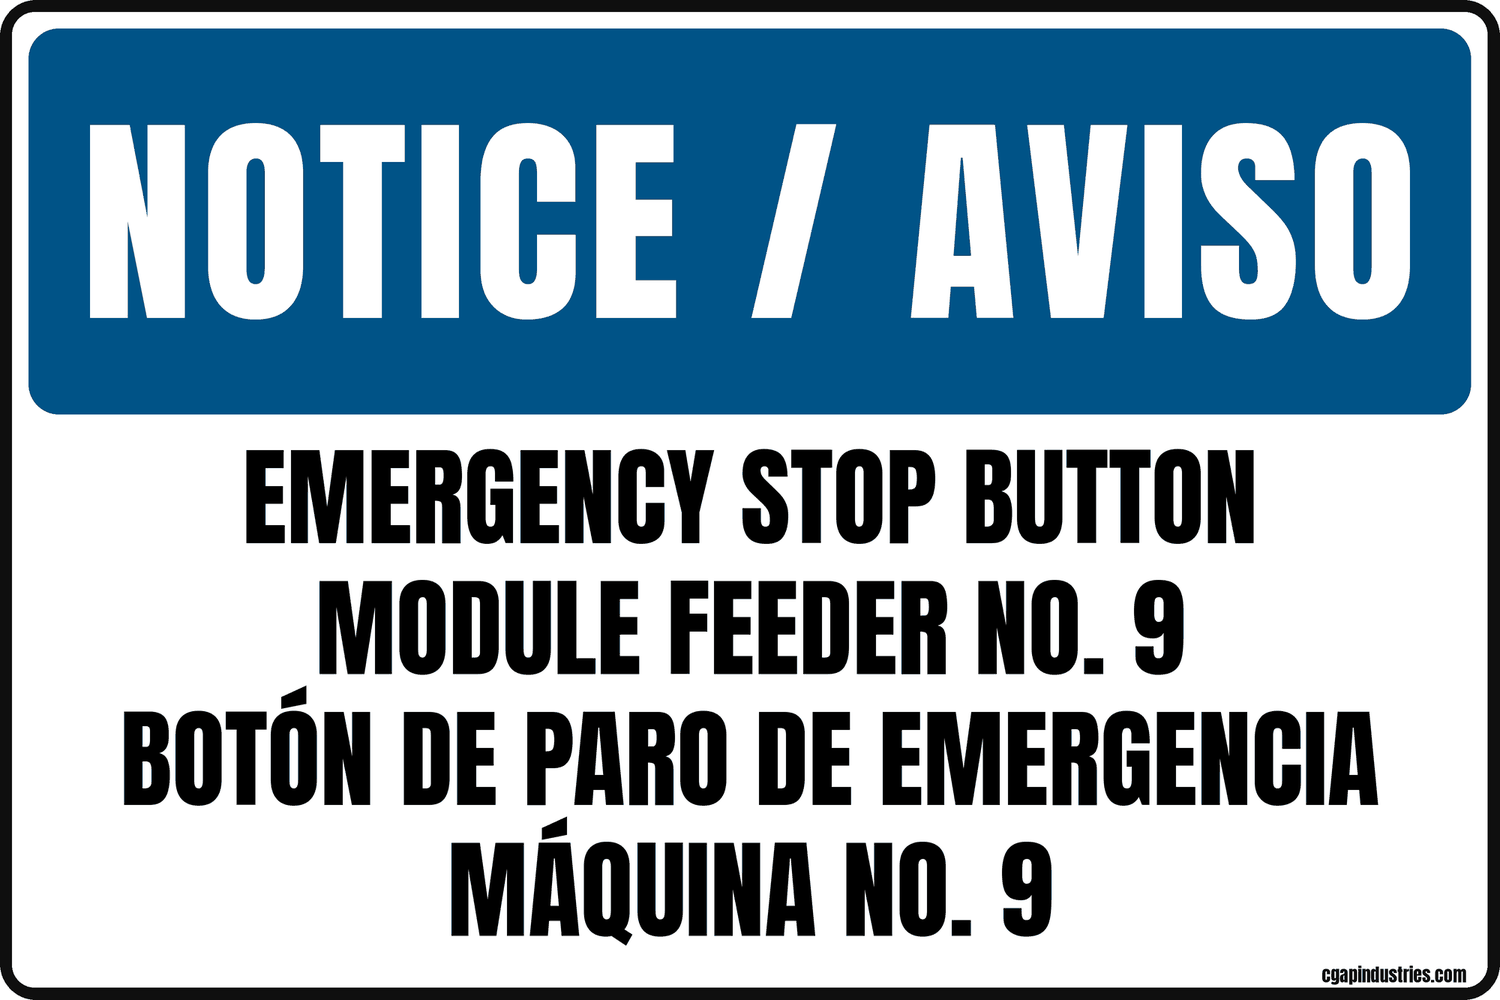 NOTICE / AVISO
EMERGENCY STOP BUTTON
MODULE FEEDER NO. 9
BOTÓN DE PARO DE EMERGENCIA
MÁQUINA NO. 9
cgapindustries.com